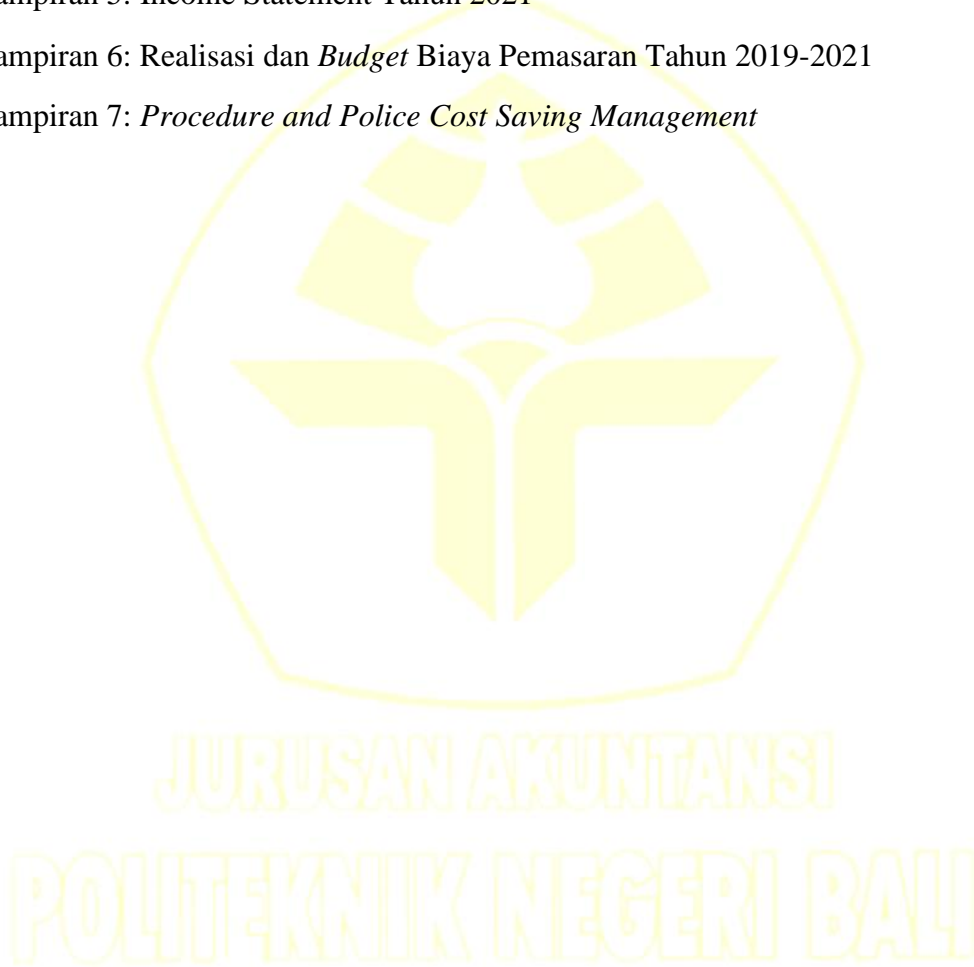 ampiran 5: Income Statement Tahun 2021
ampiran 6: Realisasi dan Budget Biaya Pemasaran Tahun 2019-2021
ampiran 7: Procedure and Police Cost Saving Management
JURUSAN AKUNTANSI
POLITEKNIK NEGERI BALI